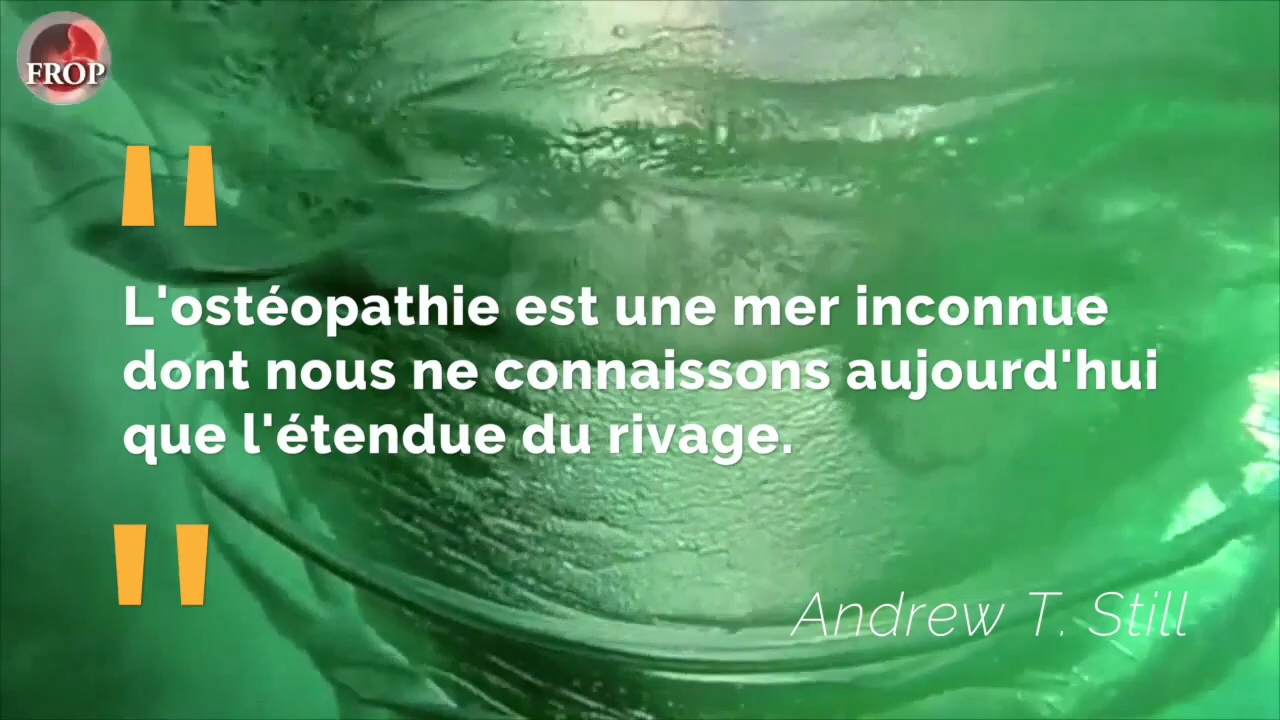 FROP
"
L'ostéopathie est une mer inconnue
dont nous ne connaissons aujourd'hui
que l'étendue du rivage.
"
Andrew T. Still